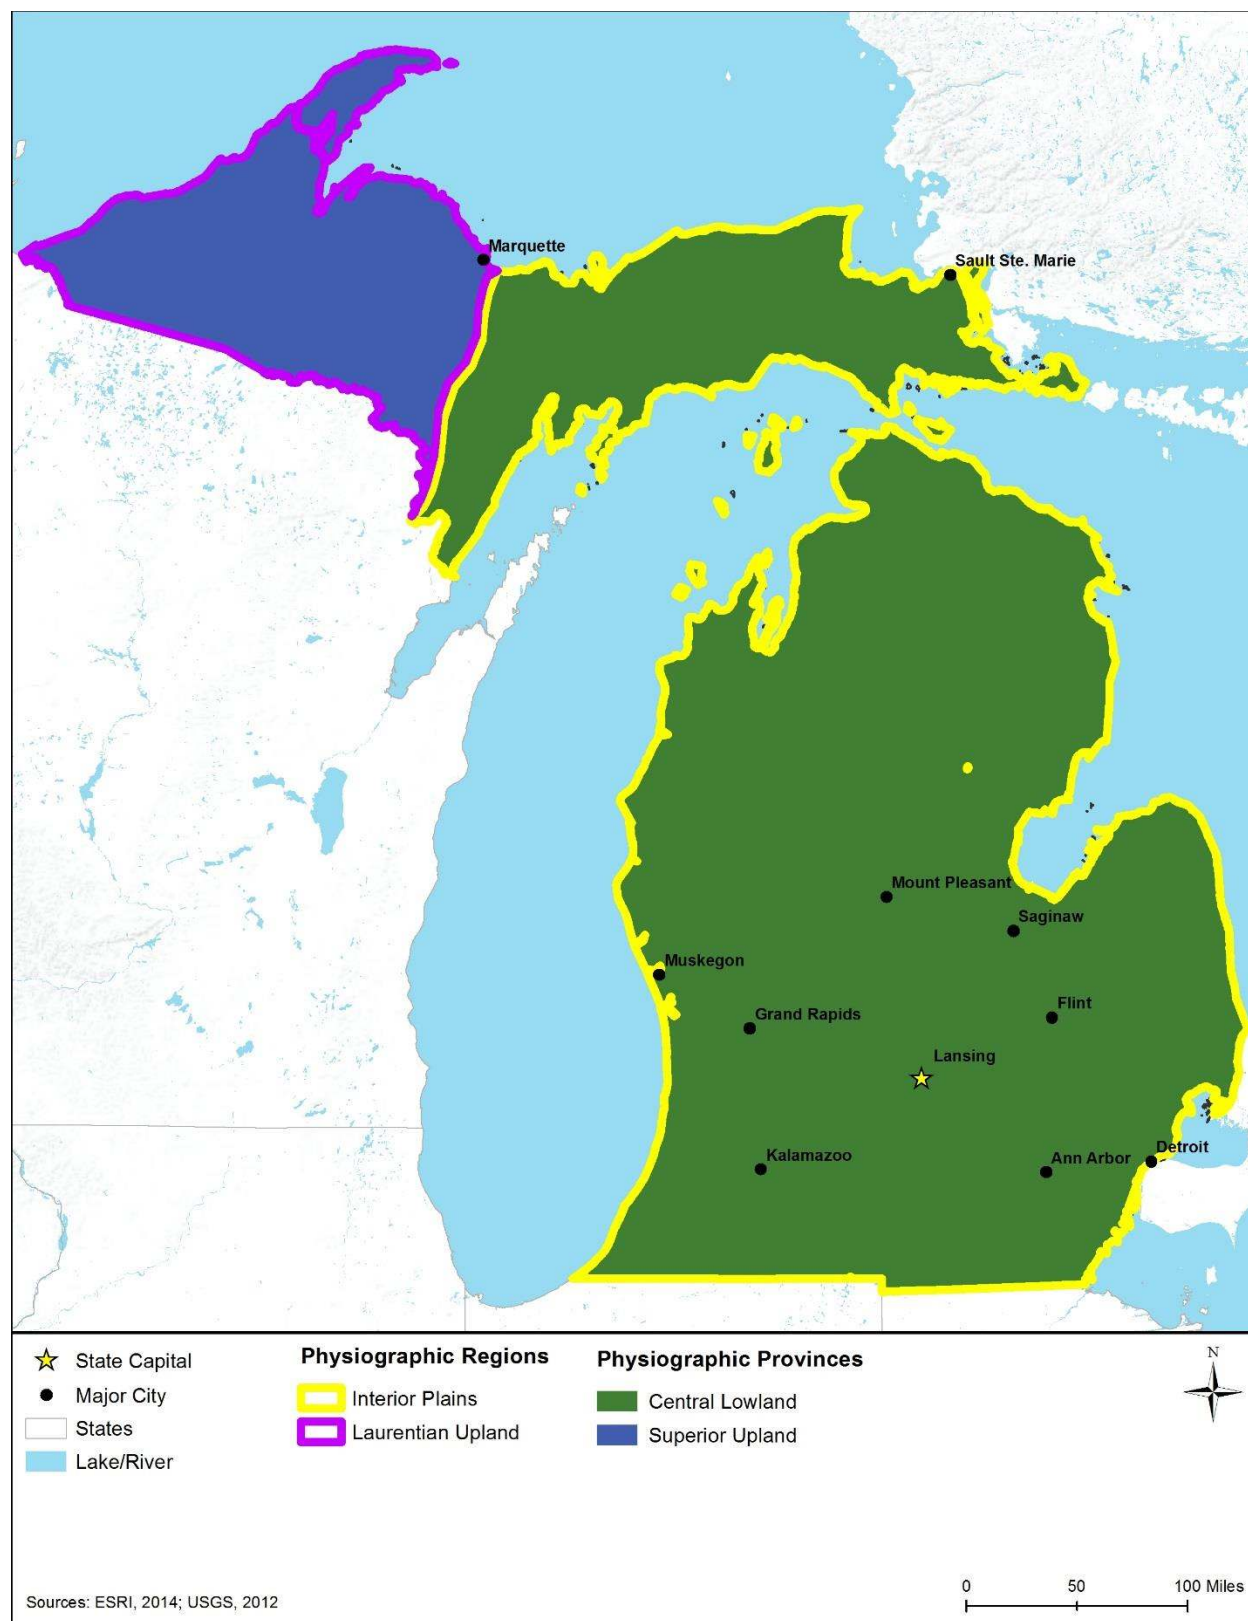 Marquette
Sault Ste. Marie
Mount Pleasant
Saginaw
Muskegon
Flint
Grand Rapids
Lansing
Kalamazoo
Ann Arbor
Detroit
State Capital
Major City
States
Lake/River
Physiographic Regions
Interior Plains
Laurentian Upland
Physiographic Provinces
Central Lowland
Superior Upland
N
Sources: ESRI, 2014; USGS, 2012
0 50 100 Miles